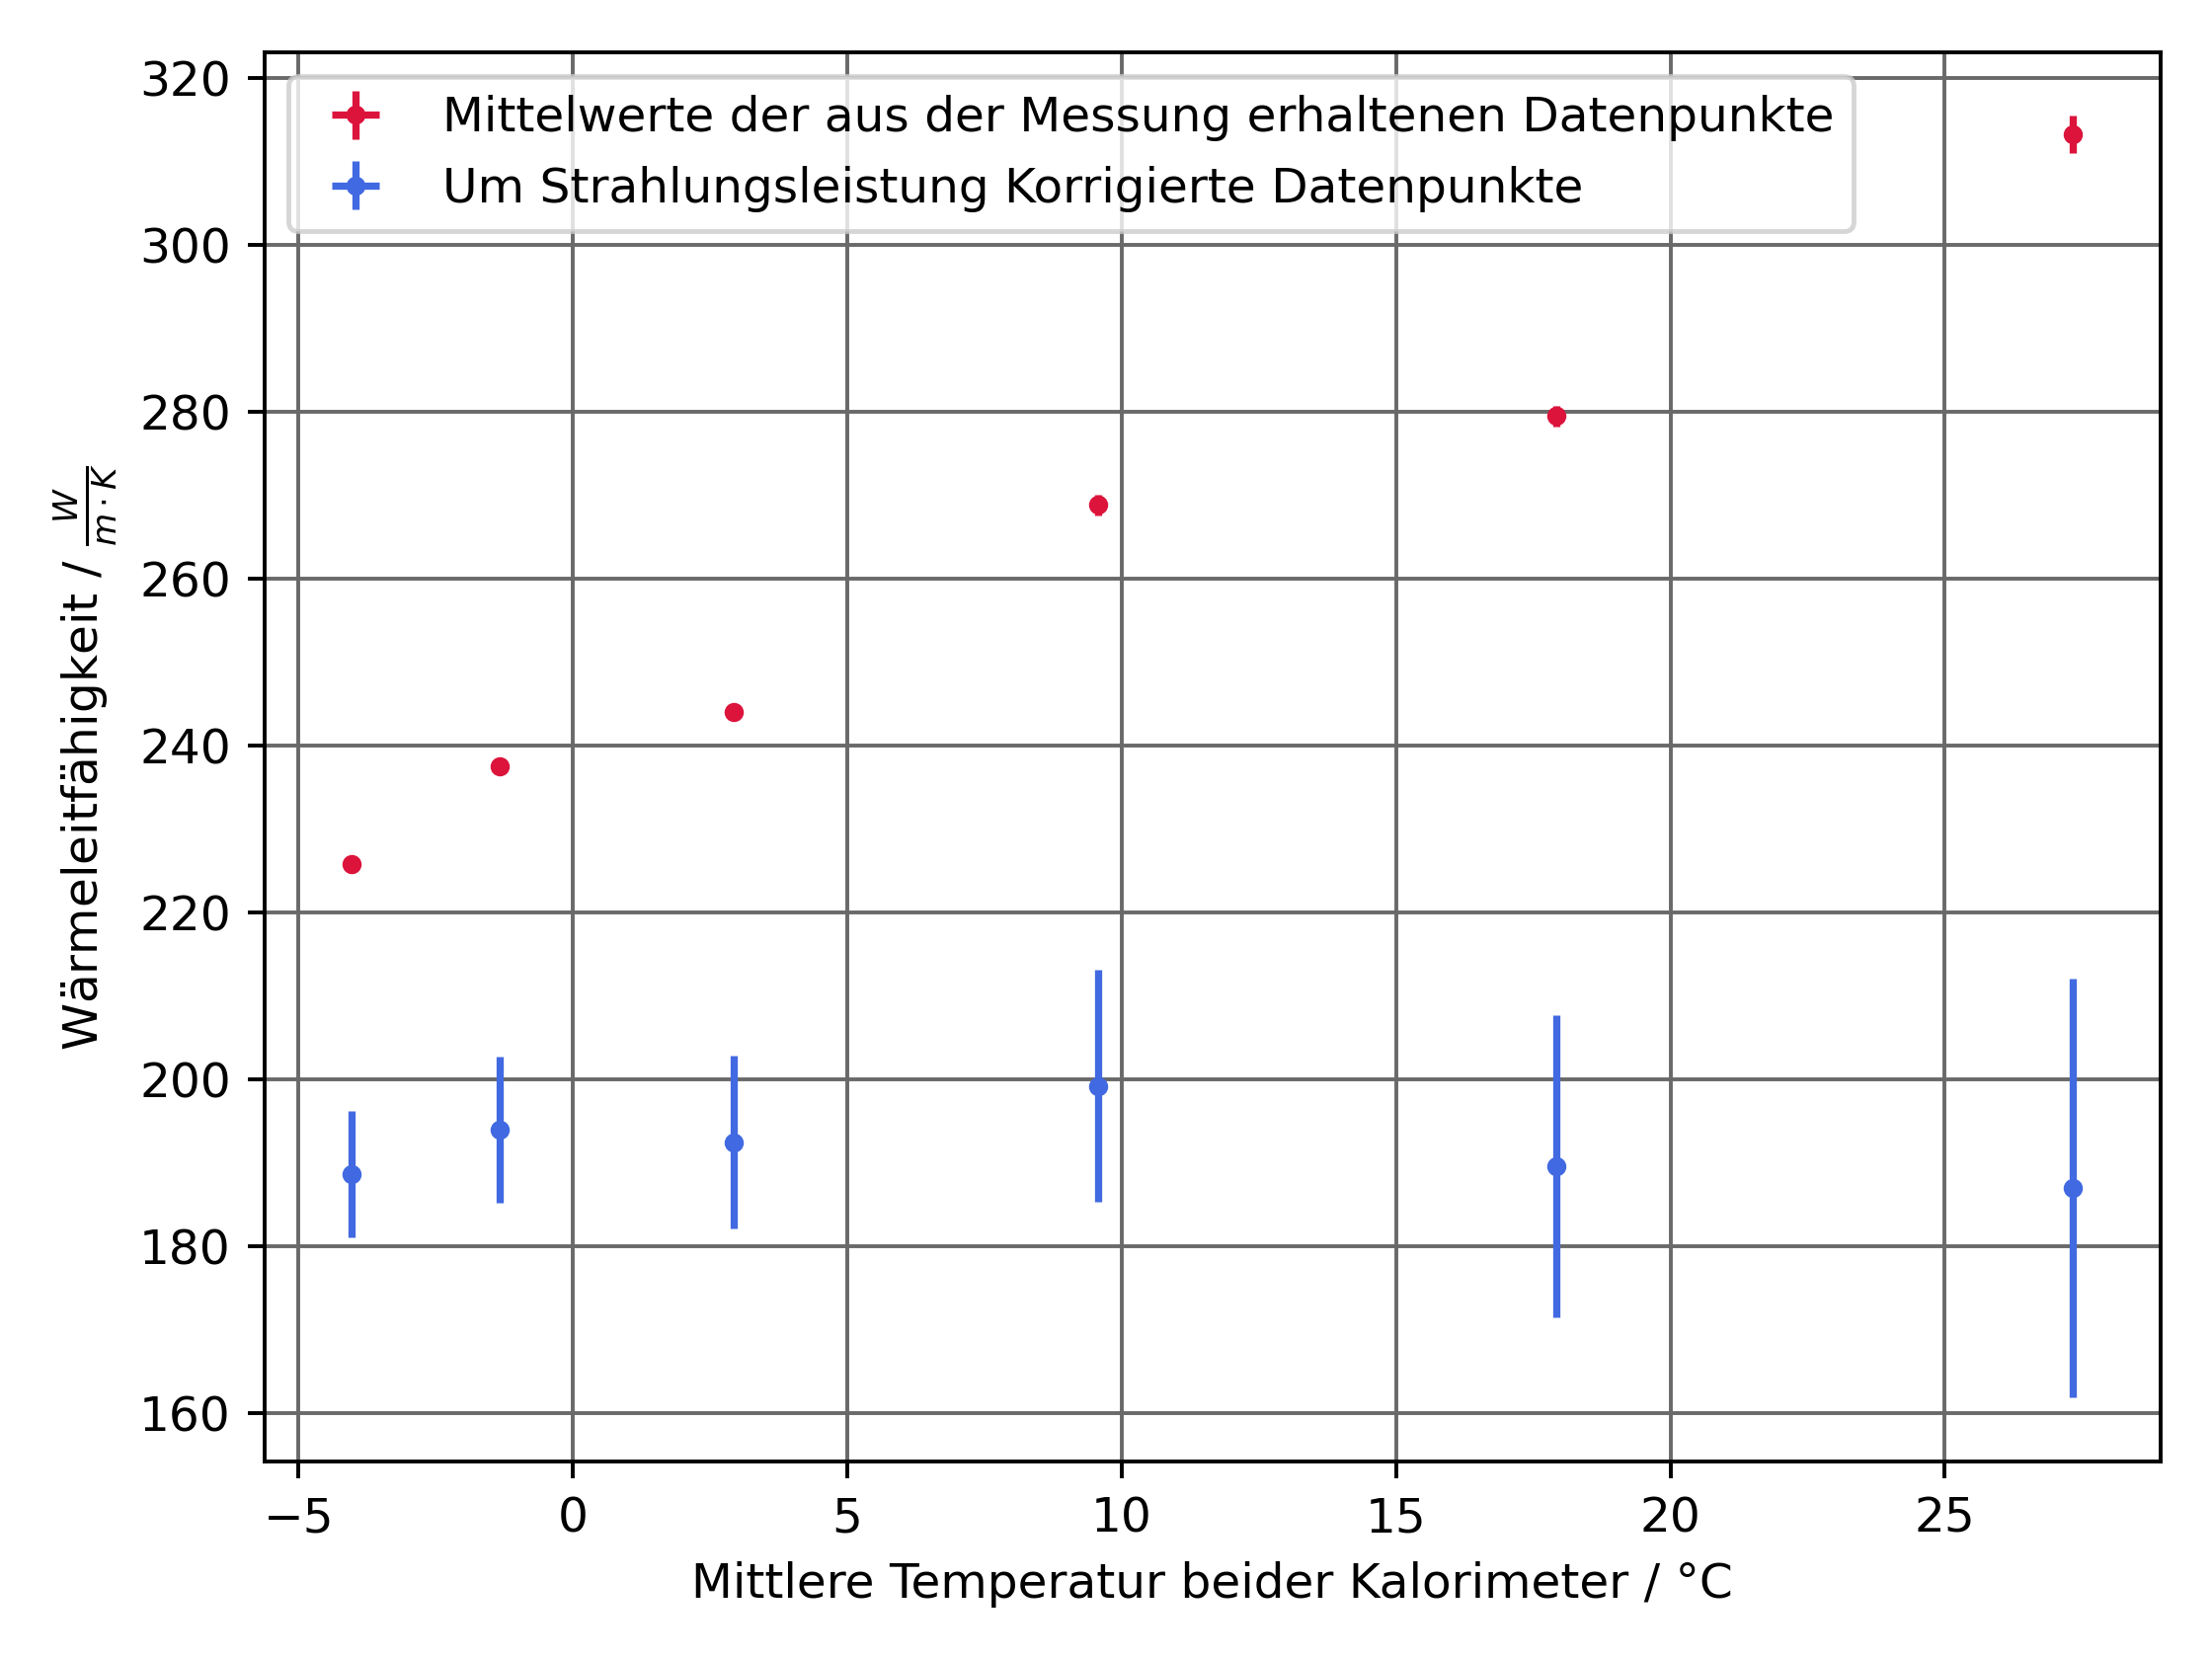 Mittelwerte der aus der Messung erhaltenen Datenpunkte
Um Strahlungsleistung Korrigierte Datenpunkte
320
300
280
260
240
220
200
180
160
Wärmeleitfähigkeit / W/m·K
−5 0 5 10 15 20 25
Mittlere Temperatur beider Kalorimeter / °C